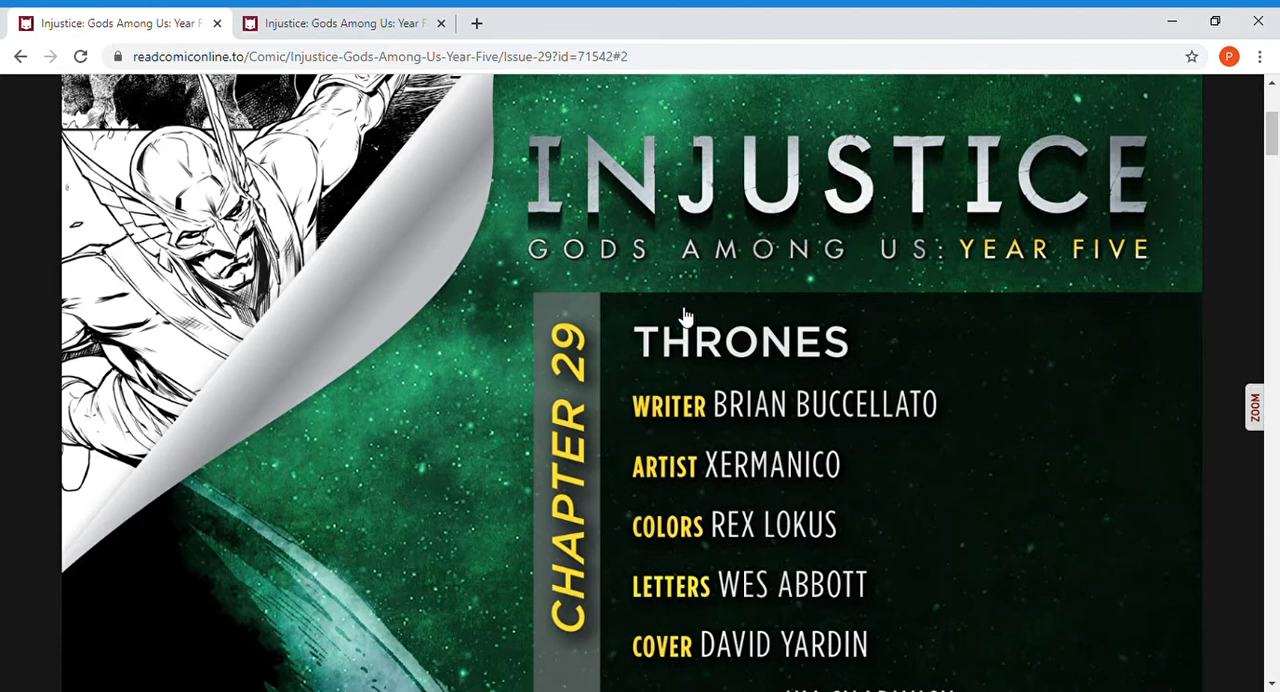 Injustice: Gods Among Us: Year F
Injustice: Gods Among Us: Year F
readcomiconline.to/Comic/Injustice-Gods-Among-Us-Year-Five/Issue-29?id=71542#2
P
INJUSTICE
GODS AMONG US: YEAR FIVE
CHAPTER 29
THRONES
WRITER BRIAN BUCCELLATO
ARTIST XERMANICO
COLORS REX LOKUS
LETTERS WES ABBOTT
COVER DAVID YARDIN
ZOOM